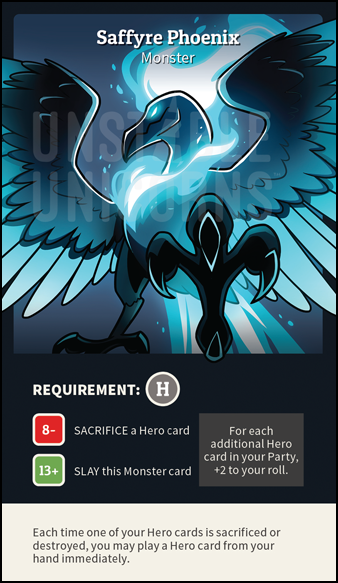 Saffyre Phoenix
Monster
UNSTABLE
UNICORNS
REQUIREMENT: H
8- SACRIFICE a Hero card
13+ SLAY this Monster card
For each
additional Hero
card in your Party,
+2 to your roll.
Each time one of your Hero cards is sacrificed or
destroyed, you may play a Hero card from your
hand immediately.